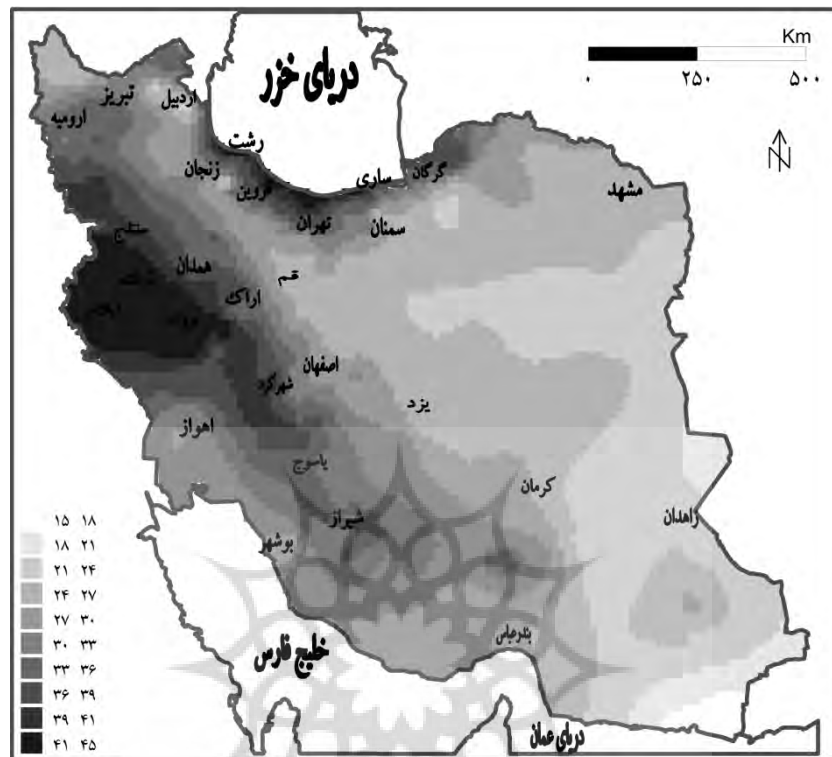 Km
۰ ۲۵۰ ۵۰۰
N
دریای خزر
تبریز
اردبیل
ارومیه
رشت
زنجان
قزوین
ساری
گرگان
مشهد
تهران
سمنان
سنندج
همدان
قم
اراک
اصفهان
شهرکرد
یزد
اهواز
یاسوج
کرمان
شیراز
زاهدان
بوشهر
بندرعباس
خلیج فارس
دریای عمان
۱۵ ۱۸
۱۸ ۲۱
۲۱ ۲۴
۲۴ ۲۷
۲۷ ۳۰
۳۰ ۳۳
۳۳ ۳۶
۳۶ ۳۹
۳۹ ۴۱
۴۱ ۴۵